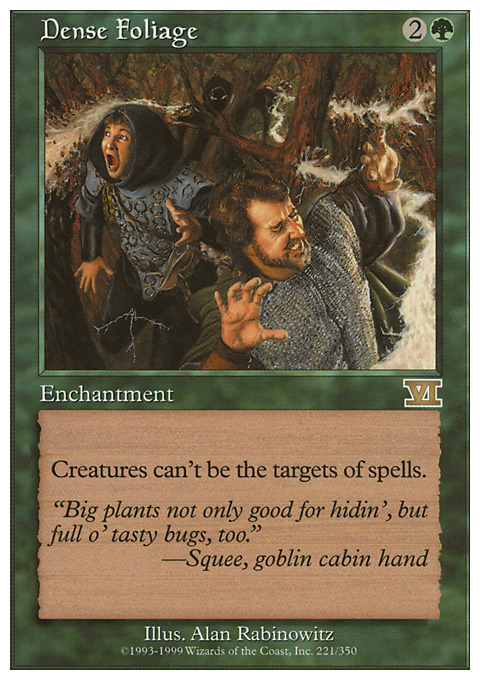 Dense Foliage 2
Enchantment VI
Creatures can't be the targets of spells.
“Big plants not only good for hidin’, but
full o’ tasty bugs, too.”
—Squee, goblin cabin hand
Illus. Alan Rabinowitz
©1993-1999 Wizards of the Coast, Inc. 221/350